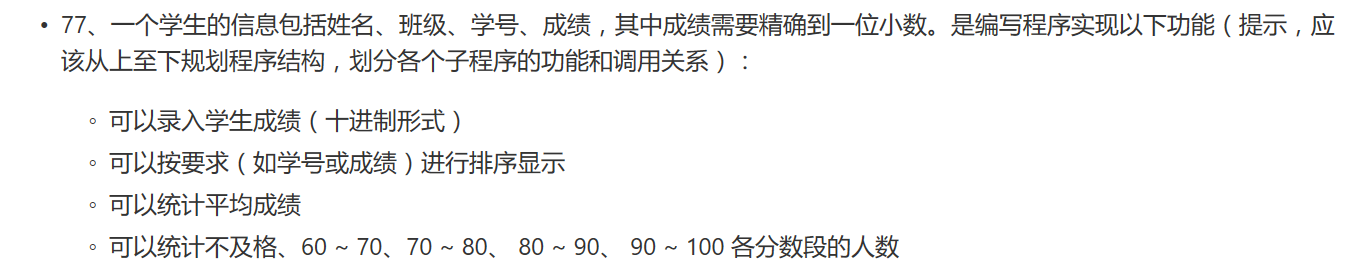 • 77、一个学生的信息包括姓名、班级、学号、成绩，其中成绩需要精确到一位小数。是编写程序实现以下功能（提示，应
该从上至下规划程序结构，划分各个子程序的功能和调用关系）：
◦ 可以录入学生成绩（十进制形式）
◦ 可以按要求（如学号或成绩）进行排序显示
◦ 可以统计平均成绩
◦ 可以统计不及格、60 ~ 70、70 ~ 80、 80 ~ 90、 90 ~ 100 各分数段的人数